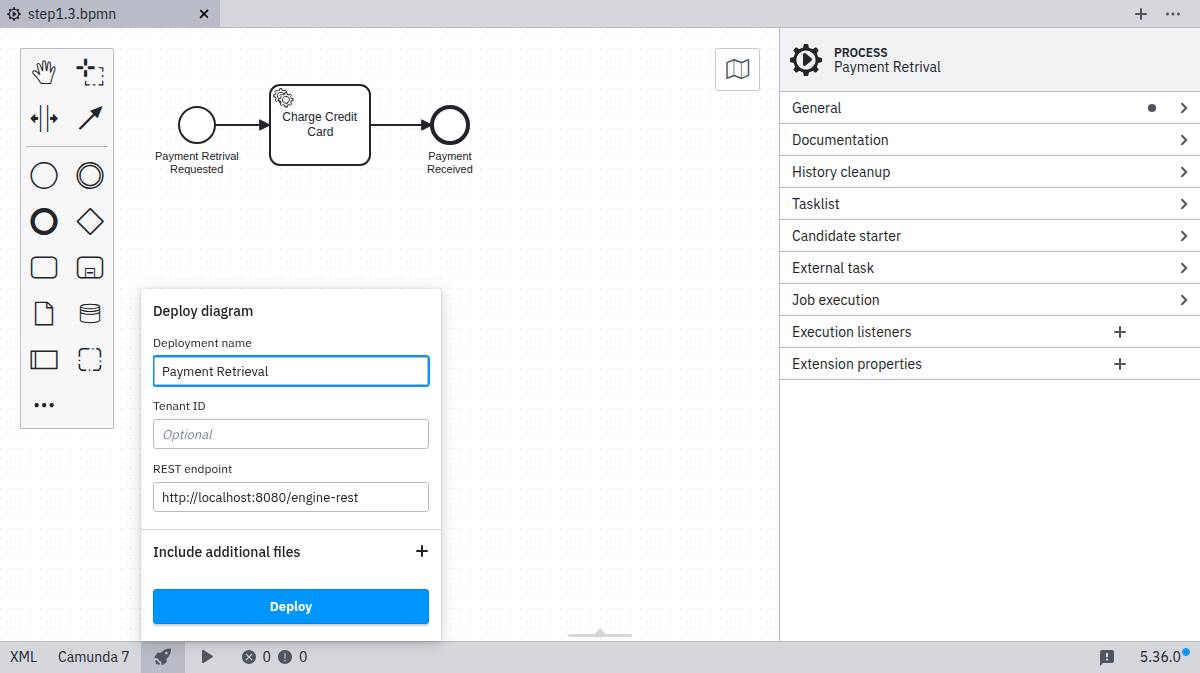 step1.3.bpmn
PROCESS
Payment Retrival
General
Documentation
History cleanup
Tasklist
Candidate starter
External task
Job execution
Execution listeners
Extension properties
Charge Credit
Card
Payment Retrival
Requested
Payment
Received
Deploy diagram
Deployment name
Payment Retrieval
Tenant ID
Optional
REST endpoint
http://localhost:8080/engine-rest
Include additional files
Deploy
XML Camunda 7 0 0 5.36.0